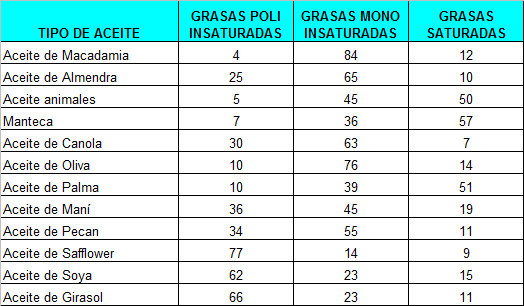 TIPO DE ACEITE GRASAS POLI INSATURADAS GRASAS MONO INSATURADAS GRASAS SATURADAS
Aceite de Macadamia 4 84 12
Aceite de Almendra 25 65 10
Aceite animales 5 45 50
Manteca 7 36 57
Aceite de Canola 30 63 7
Aceite de Oliva 10 76 14
Aceite de Palma 10 39 51
Aceite de Maní 36 45 19
Aceite de Pecan 34 55 11
Aceite de Safflower 77 14 9
Aceite de Soya 62 23 15
Aceite de Girasol 66 23 11